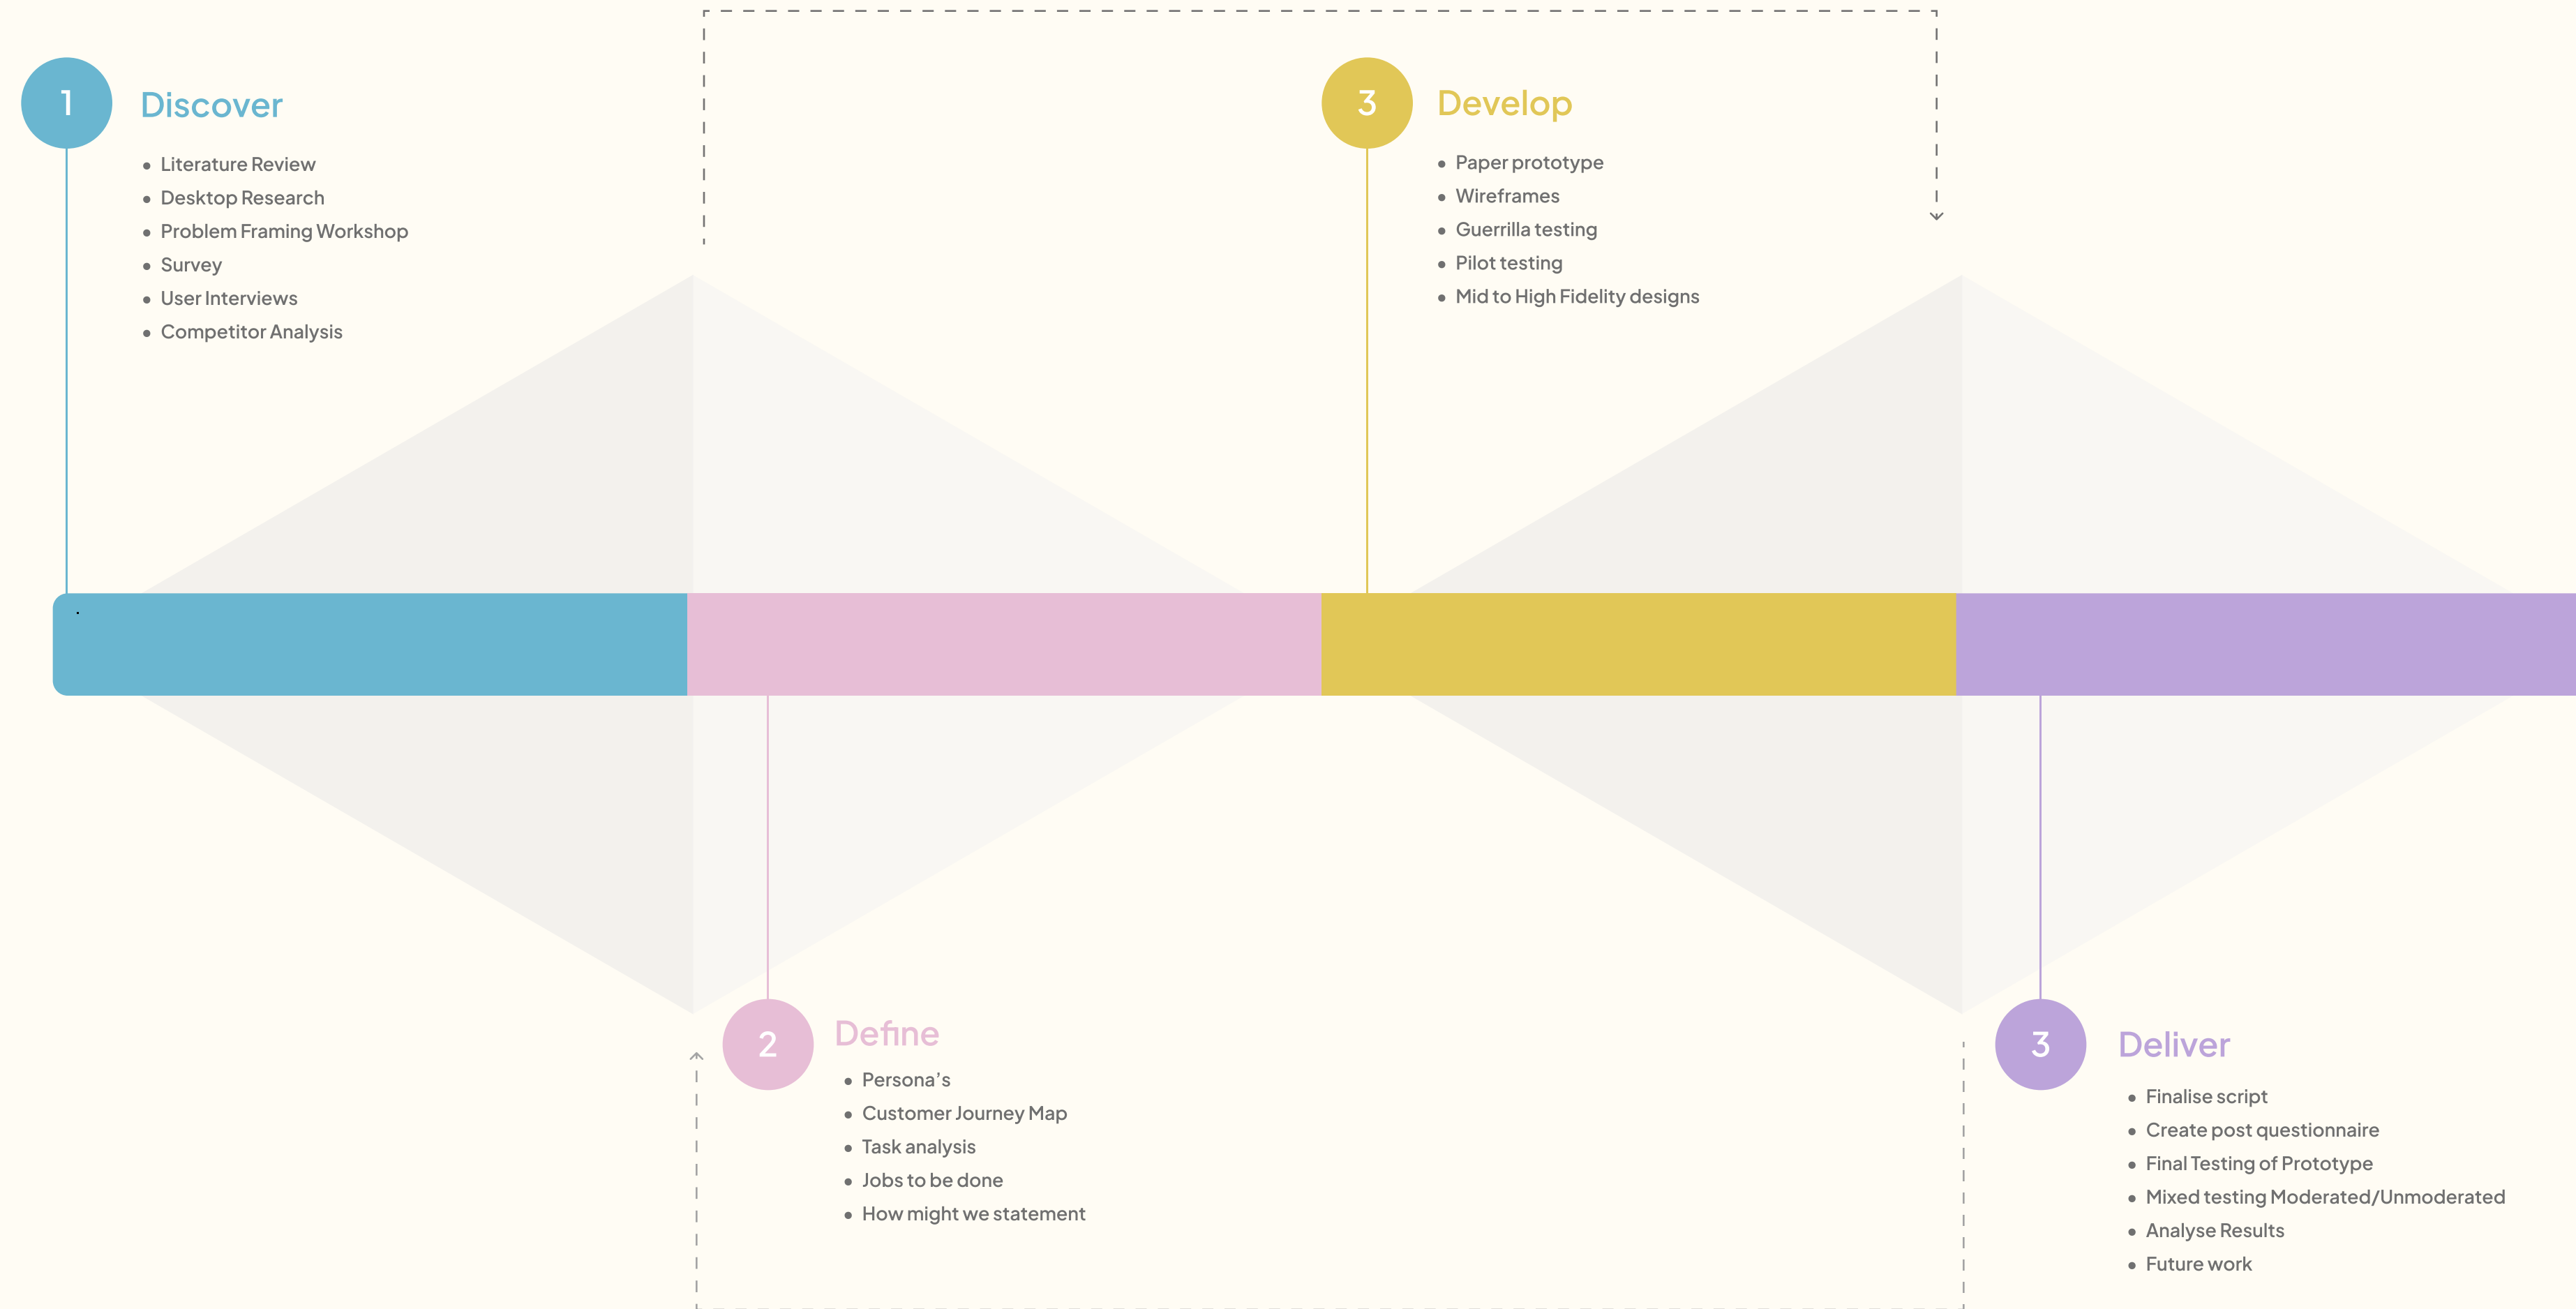 1
Discover
• Literature Review
• Desktop Research
• Problem Framing Workshop
• Survey
• User Interviews
• Competitor Analysis
3
Develop
• Paper prototype
• Wireframes
• Guerrilla testing
• Pilot testing
• Mid to High Fidelity designs
2
Define
• Persona’s
• Customer Journey Map
• Task analysis
• Jobs to be done
• How might we statement
3
Deliver
• Finalise script
• Create post questionnaire
• Final Testing of Prototype
• Mixed testing Moderated/Unmoderated
• Analyse Results
• Future work